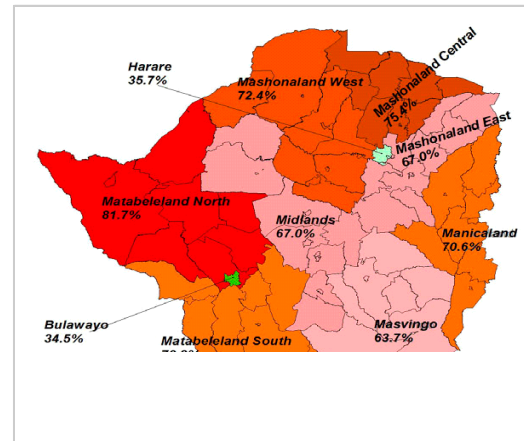 Harare
35.7%
Mashonaland West
72.4%
Mashonaland Central
75.4%
Mashonaland East
67.0%
Matabeleland North
81.7%
Midlands
67.0%
Manicaland
70.6%
Bulawayo
34.5%
Masvingo
63.7%
Matabeleland South